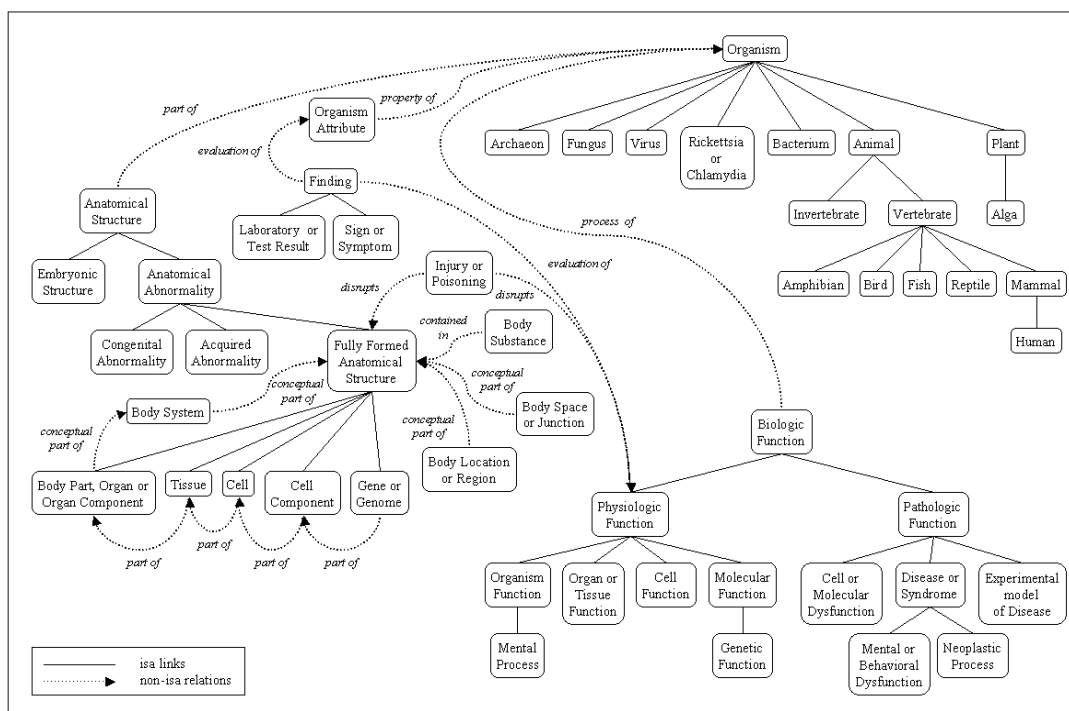 Organism
part of
property of
Organism
Attribute
evaluation of
Archaeon
Fungus
Virus
Rickettsia
or
Chlamydia
Bacterium
Animal
Plant
Finding
Anatomical
Structure
Laboratory or
Test Result
Sign or
Symptom
Invertebrate
Vertebrate
Alga
process of
Embryonic
Structure
Anatomical
Abnormality
Injury or
Poisoning
evaluation of
Amphibian
Bird
Fish
Reptile
Mammal
disrupts
disrupts
Congenital
Abnormality
Acquired
Abnormality
Fully Formed
Anatomical
Structure
contained
in
Body
Substance
Human
conceptual
part of
conceptual
part of
Body System
Body Space
or Junction
conceptual
part of
conceptual
part of
Biologic
Function
Body Location
or Region
Body Part, Organ or
Organ Component
Tissue
Cell
Cell
Component
Gene or
Genome
Physiologic
Function
Pathologic
Function
part of
part of
part of
part of
Organism
Function
Organ or
Tissue
Function
Cell
Function
Molecular
Function
Cell or
Molecular
Dysfunction
Disease or
Syndrome
Experimental
model
of Disease
Mental
Process
Genetic
Function
Mental or
Behavioral
Dysfunction
Neoplastic
Process
isa links
non-isa relations